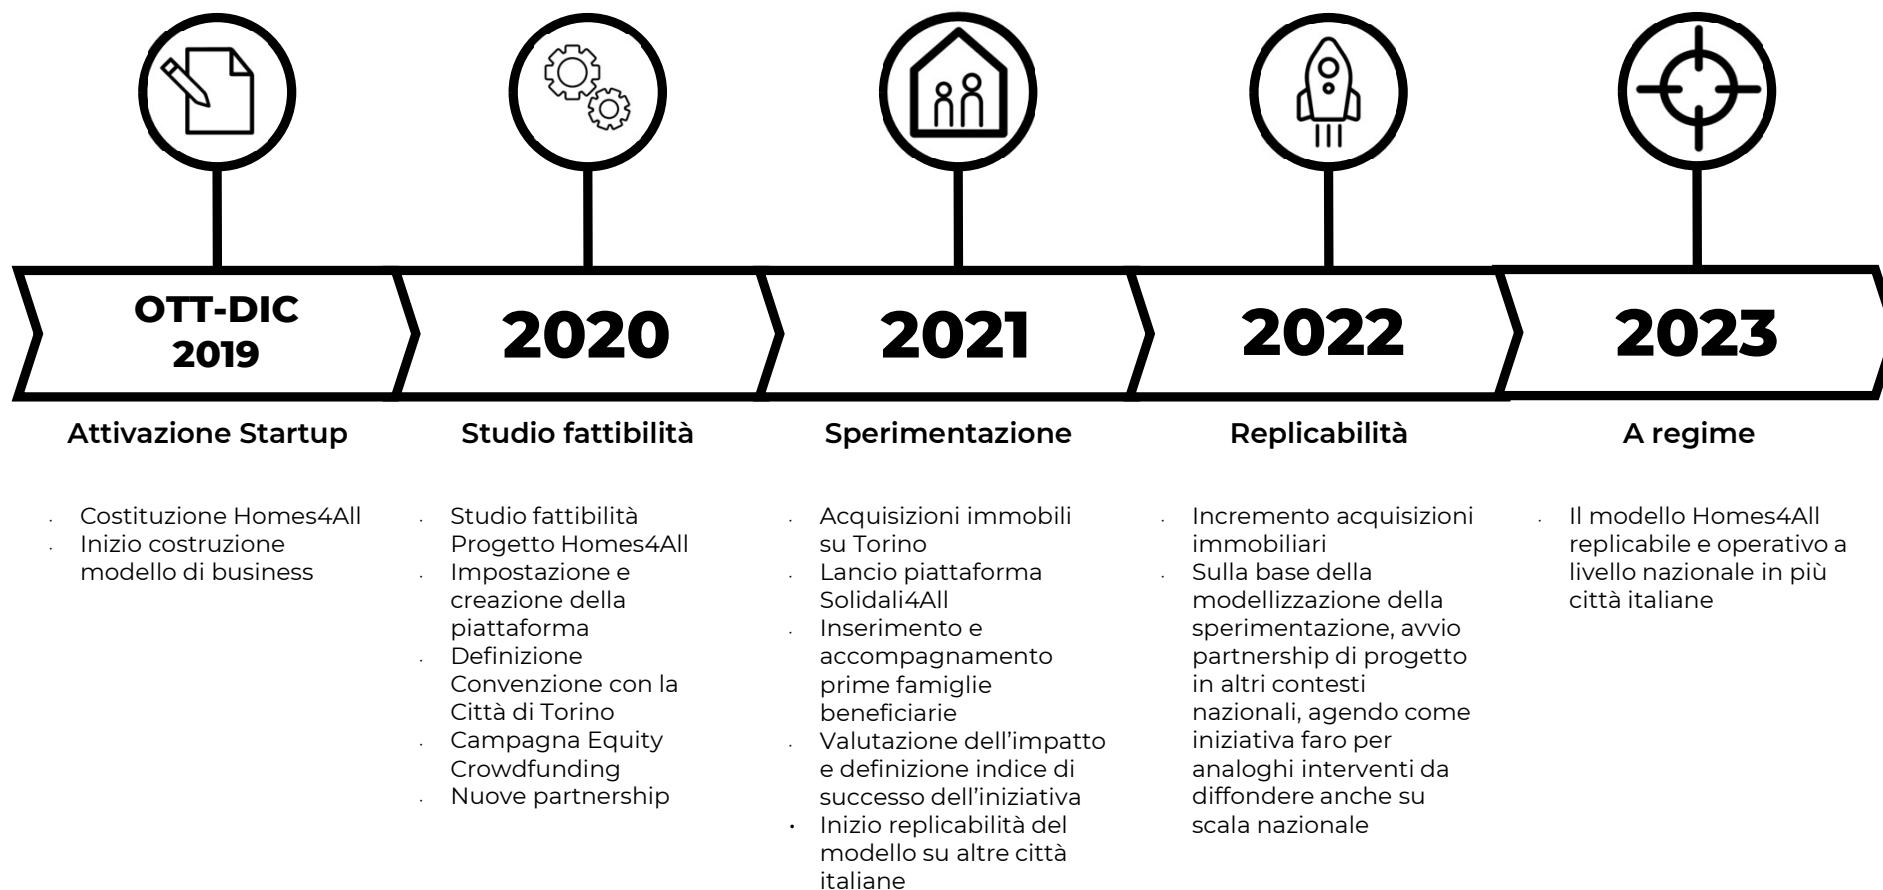 OTT-DIC
2019
2020
2021
2022
2023
Attivazione Startup
Studio fattibilità
Sperimentazione
Replicabilità
A regime
· Costituzione Homes4All
· Inizio costruzione
modello di business
· Studio fattibilità
Progetto Homes4All
· Impostazione e
creazione della
piattaforma
· Definizione
Convenzione con la
Città di Torino
· Campagna Equity
Crowdfunding
· Nuove partnership
· Acquisizioni immobili
su Torino
· Lancio piattaforma
Solidali4All
· Inserimento e
accompagnamento
prime famiglie
beneficiarie
· Valutazione dell'impatto
e definizione indice di
successo dell'iniziativa
• Inizio replicabilità del
modello su altre città
italiane
· Incremento acquisizioni
immobiliari
· Sulla base della
modellizzazione della
sperimentazione, avvio
partnership di progetto
in altri contesti
nazionali, agendo come
iniziativa faro per
analoghi interventi da
diffondere anche su
scala nazionale
· Il modello Homes4All
replicabile e operativo a
livello nazionale in più
città italiane